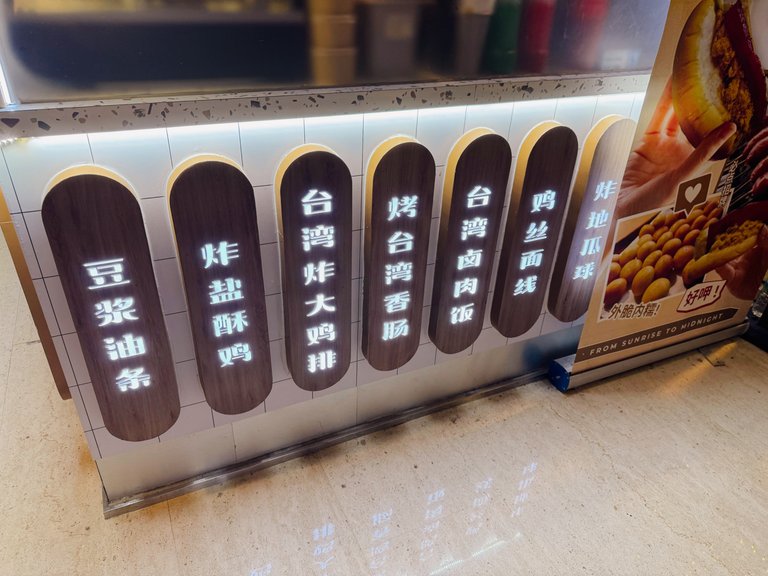 豆浆油条
炸盐酥鸡
台湾炸大鸡排
烤台湾香肠
台湾卤肉饭
鸡丝面线
炸地瓜球
外脆内糯!
好呷!
FROM SUNRISE TO MIDNIGHT